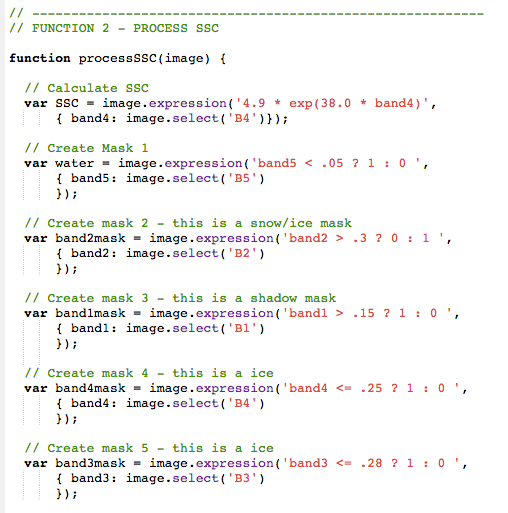 // ----------------------------------------------------------
// FUNCTION 2 - PROCESS SSC
function processSSC(image) {
// Calculate SSC
var SSC = image.expression('4.9 * exp(38.0 * band4)',
{ band4: image.select('B4')});
// Create Mask 1
var water = image.expression('band5 < .05 ? 1 : 0 ',
{ band5: image.select('B5')
});
// Create mask 2 - this is a snow/ice mask
var band2mask = image.expression('band2 > .3 ? 0 : 1 ',
{ band2: image.select('B2')
});
// Create mask 3 - this is a shadow mask
var band1mask = image.expression('band1 > .15 ? 1 : 0 ',
{ band1: image.select('B1')
});
// Create mask 4 - this is a ice
var band4mask = image.expression('band4 <= .25 ? 1 : 0 ',
{ band4: image.select('B4')
});
// Create mask 5 - this is a ice
var band3mask = image.expression('band3 <= .28 ? 1 : 0 ',
{ band3: image.select('B3')
});